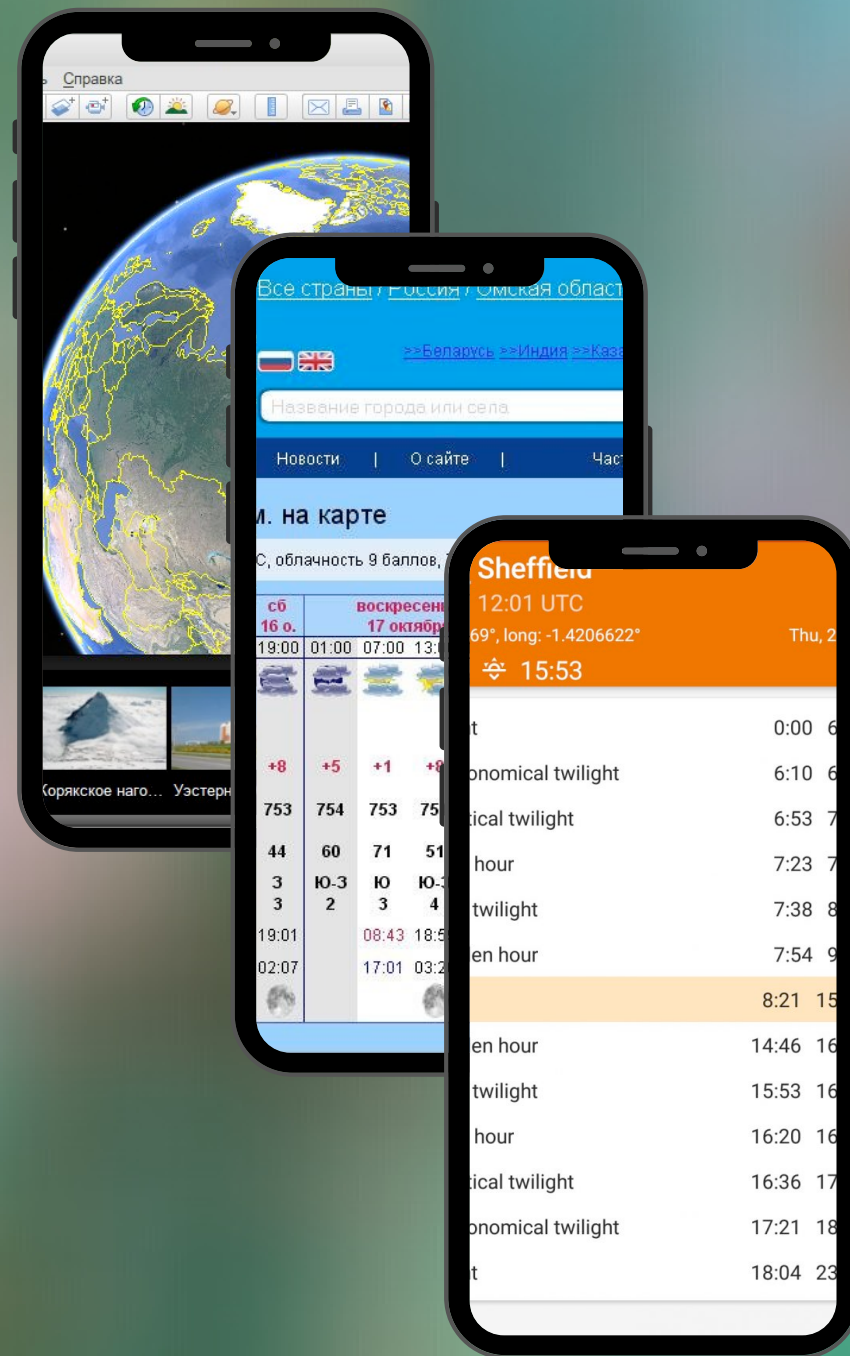 Справка
Корякское наго...
Все страны / Россия / Омская област
>>Беларусь >>Индия >>Каза
Название города или села
Новости | О сайте | Час
м. на карте
С, облачность 9 баллов,
сб воскресен
16 о. 17 октябр
19:00 01:00 07:00 13:
+8 +5 +1 +8
753 754 753 75
44 60 71 51
З Ю-З Ю Ю-З
3 2 3 4
19:01 08:43 18:5
02:07 17:01 03:2
Sheffield
12:01 UTC
69°, long: -1.4206622° Thu, 2
15:53
t 0:00 6
onomical twilight 6:10 6
tical twilight 6:53 7
hour 7:23 7
twilight 7:38 8
en hour 7:54 9
8:21 15
en hour 14:46 16
twilight 15:53 16
hour 16:20 16
tical twilight 16:36 17
onomical twilight 17:21 18
t 18:04 23